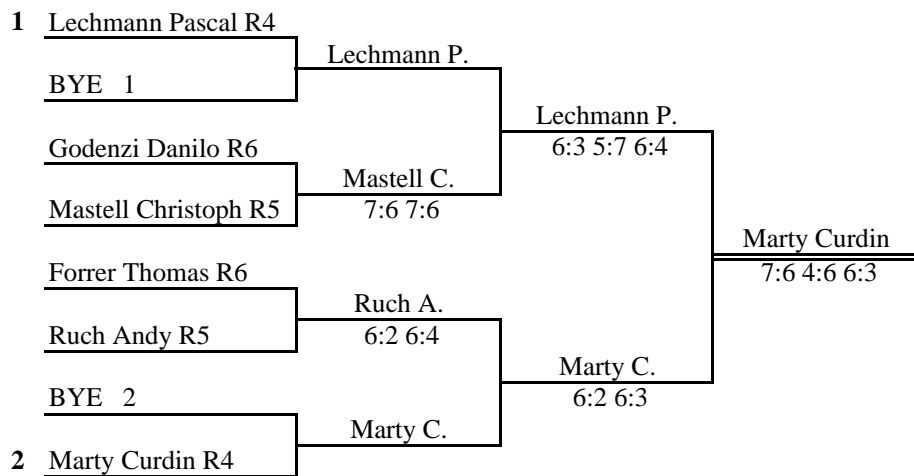 1 Lechmann Pascal R4
Lechmann P.
BYE 1
Lechmann P.
6:3 5:7 6:4
Godenzi Danilo R6
Mastell C.
7:6 7:6
Mastell Christoph R5
Marty Curdin
7:6 4:6 6:3
Forrer Thomas R6
Ruch A.
6:2 6:4
Ruch Andy R5
Marty C.
6:2 6:3
BYE 2
Marty C.
2 Marty Curdin R4